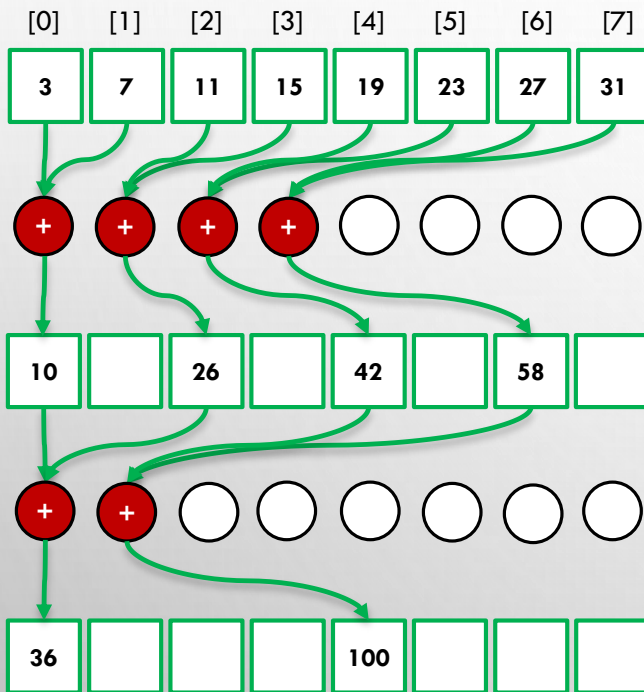 [0] [1] [2] [3] [4] [5] [6] [7]
3 7 11 15 19 23 27 31
+ + + +
10 26 42 58
+ +
36 100